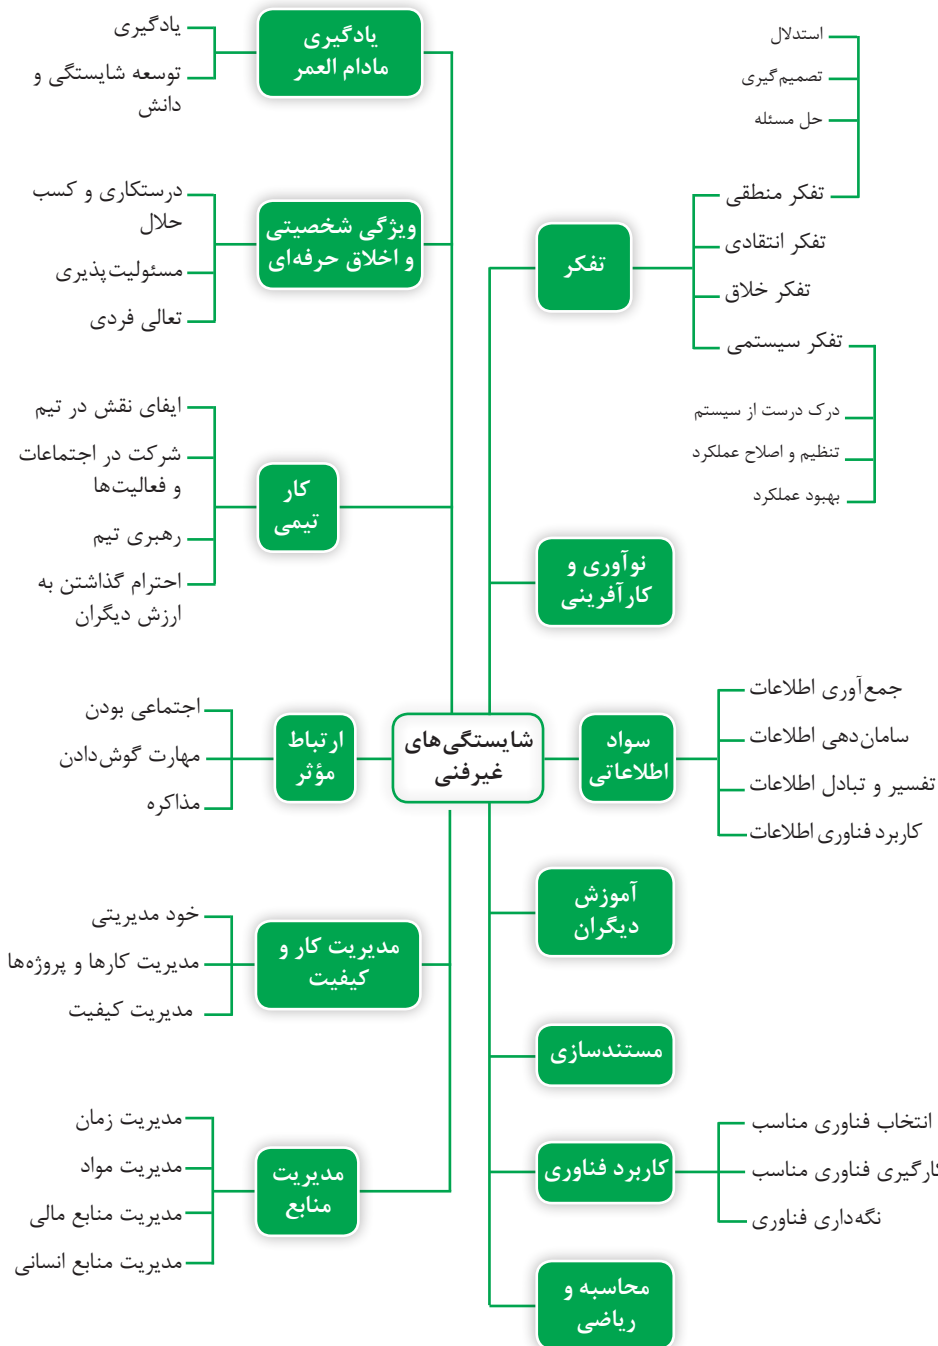 شایستگی‌های
غیرفنی
تفکر
تفکر منطقی
استدلال
تصمیم‌گیری
حل مسئله
تفکر انتقادی
تفکر خلاق
تفکر سیستمی
درک درست از سیستم
تنظیم و اصلاح عملکرد
بهبود عملکرد
نوآوری و
کارآفرینی
سواد
اطلاعاتی
جمع‌آوری اطلاعات
سامان‌دهی اطلاعات
تفسیر و تبادل اطلاعات
کاربرد فناوری اطلاعات
آموزش
دیگران
مستندسازی
کاربرد فناوری
انتخاب فناوری مناسب
کارگیری فناوری مناسب
نگه‌داری فناوری
محاسبه و
ریاضی
یادگیری
مادام العمر
یادگیری
توسعه شایستگی و
دانش
ویژگی شخصیتی
و اخلاق حرفه‌ای
درستکاری و کسب
حلال
مسئولیت‌پذیری
تعالی فردی
کار
تیمی
ایفای نقش در تیم
شرکت در اجتماعات
و فعالیت‌ها
رهبری تیم
احترام گذاشتن به
ارزش دیگران
ارتباط
مؤثر
اجتماعی بودن
مهارت گوش‌دادن
مذاکره
مدیریت کار و
کیفیت
خود مدیریتی
مدیریت کارها و پروژه‌ها
مدیریت کیفیت
مدیریت
منابع
مدیریت زمان
مدیریت مواد
مدیریت منابع مالی
مدیریت منابع انسانی